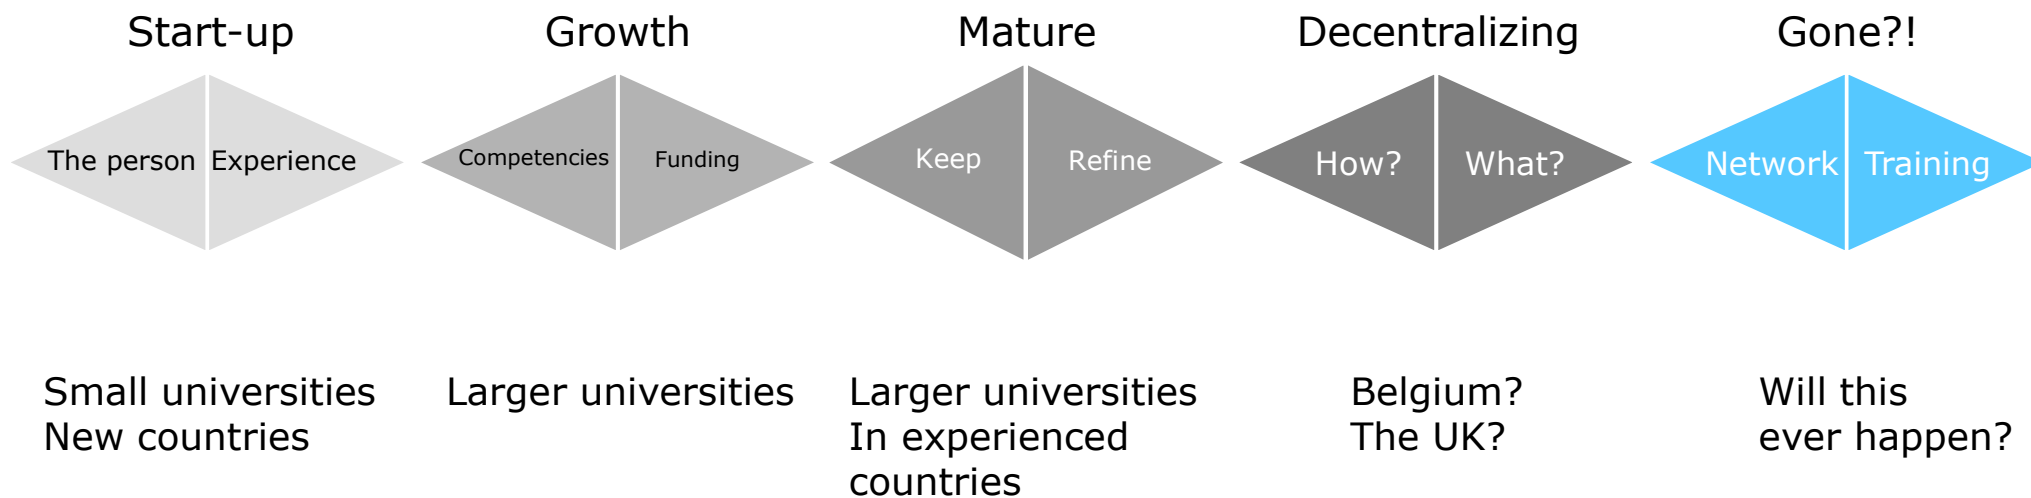 Start-up
Growth
Mature
Decentralizing
Gone?!
The person
Experience
Competencies
Funding
Keep
Refine
How?
What?
Network
Training
Small universities
New countries
Larger universities
Larger universities
In experienced
countries
Belgium?
The UK?
Will this
ever happen?